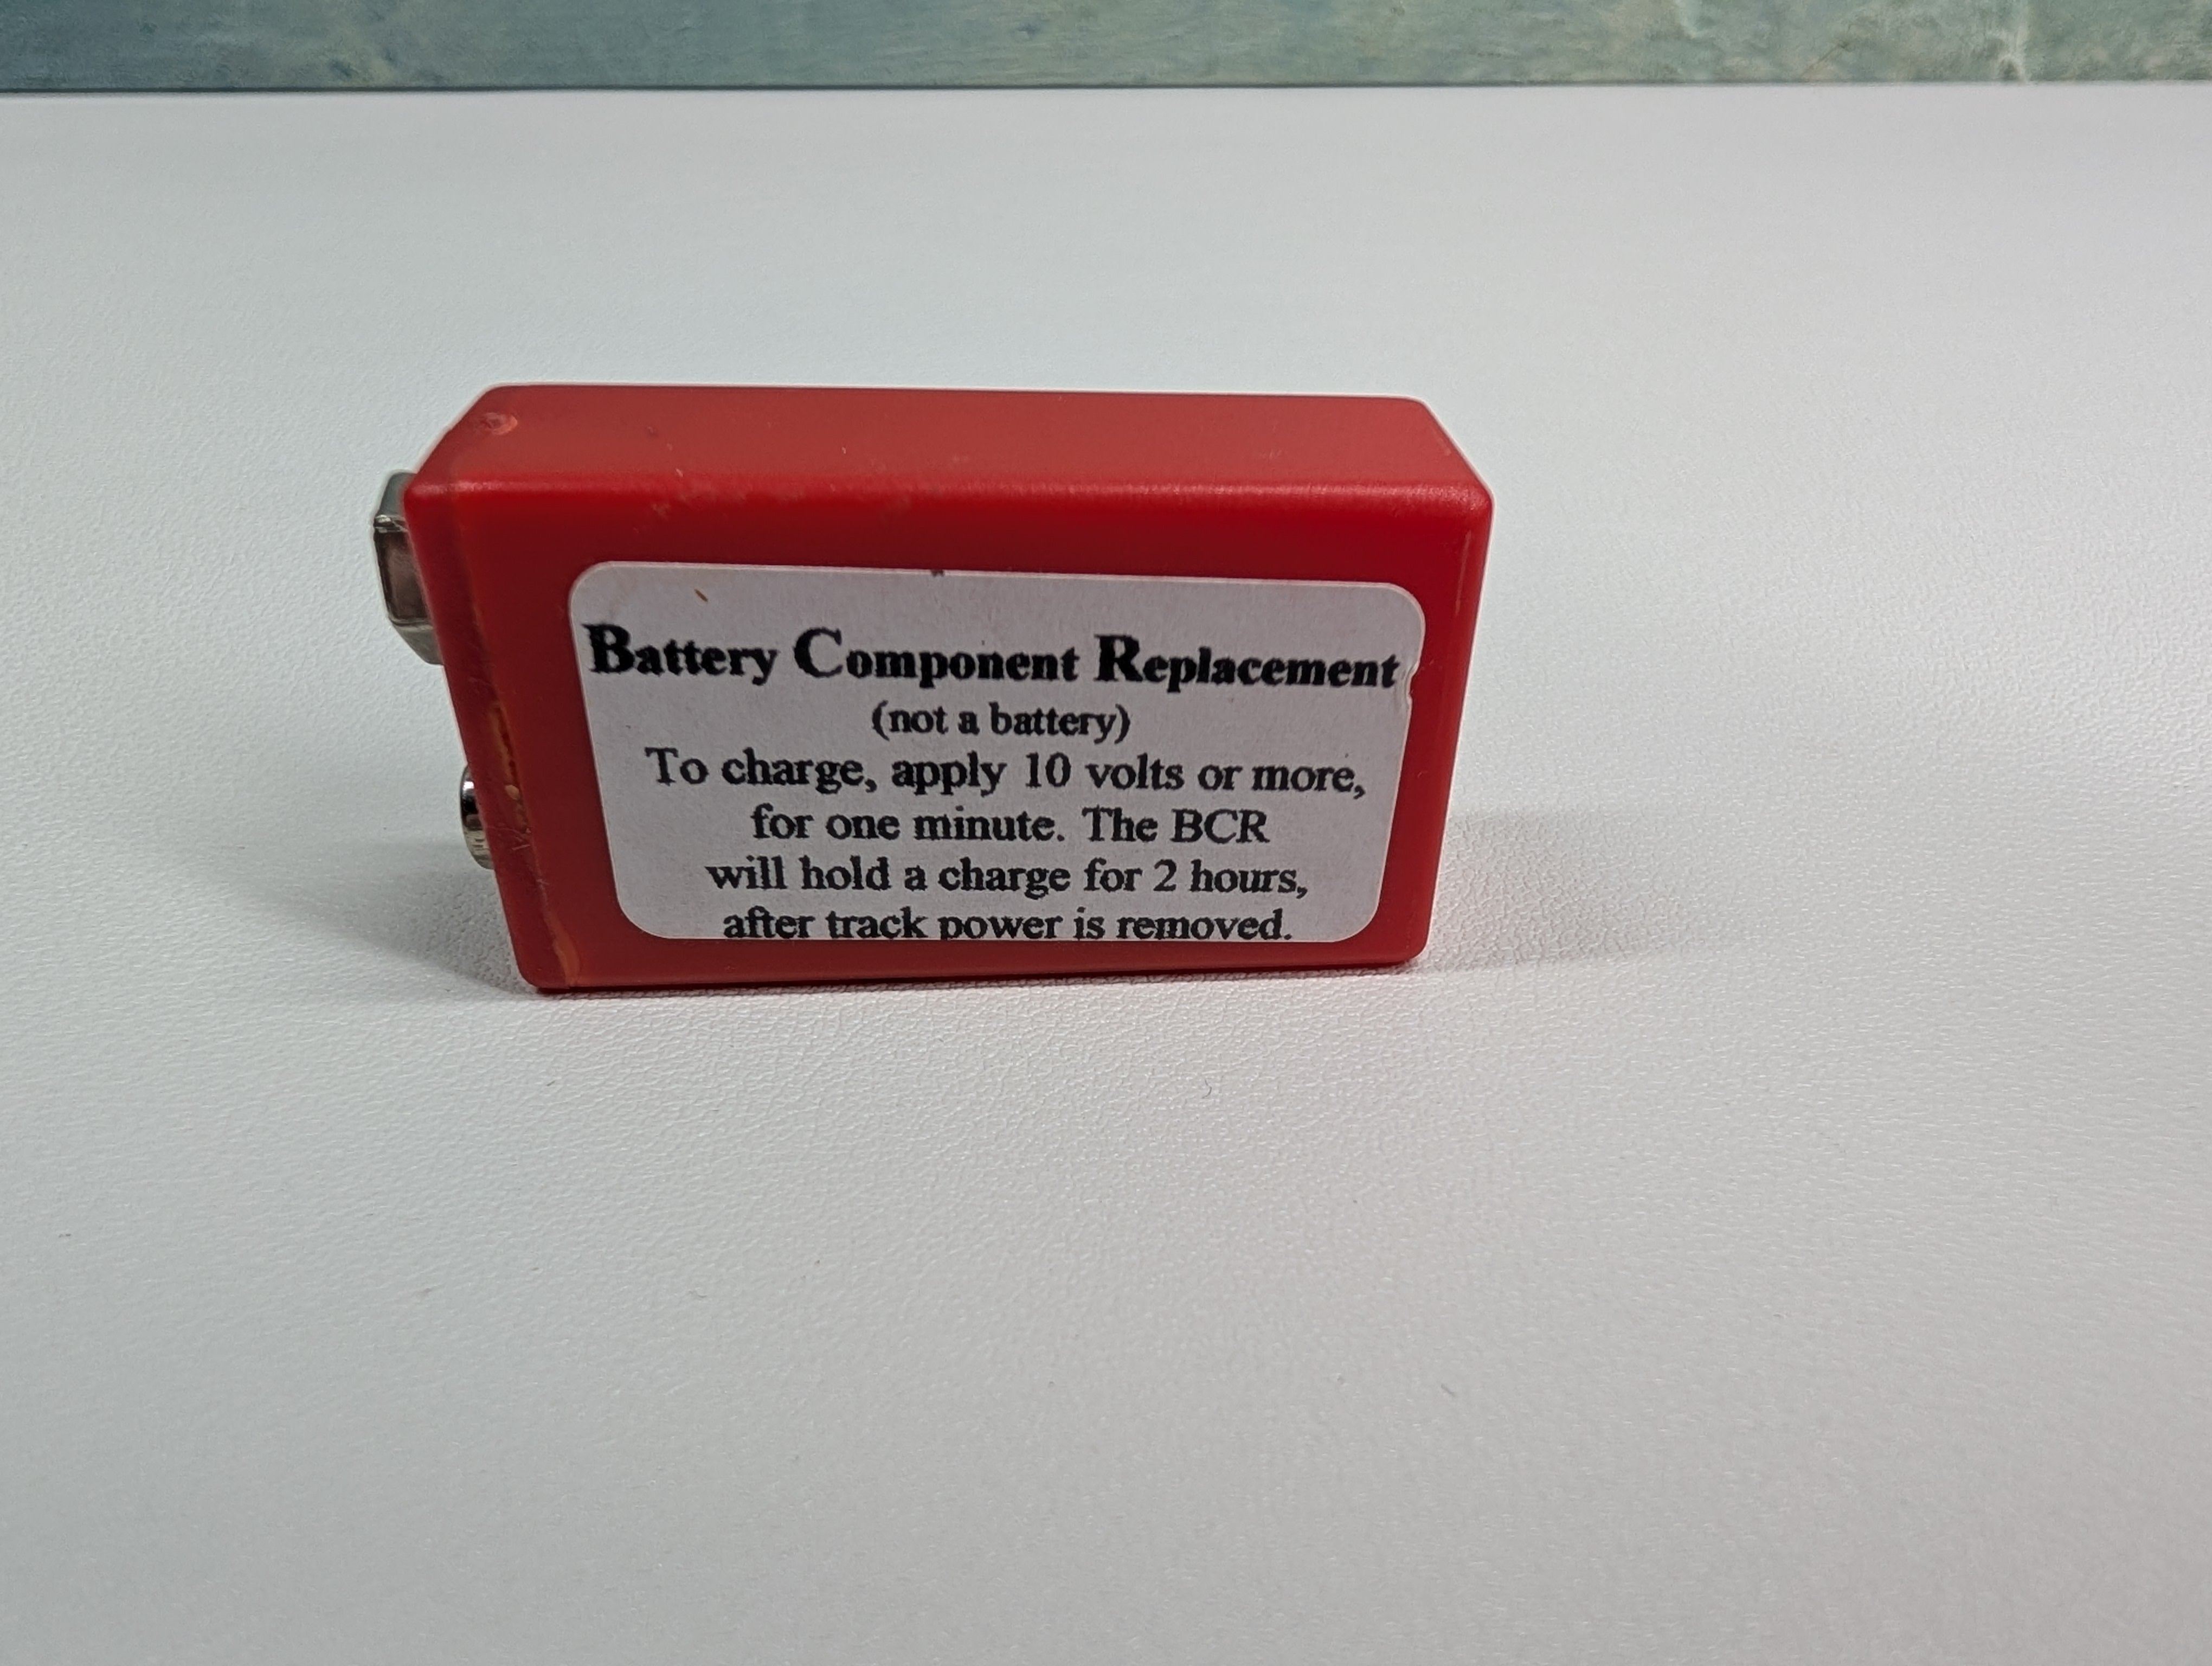 Battery Component Replacement
(not a battery)
To charge, apply 10 volts or more,
for one minute. The BCR
will hold a charge for 2 hours,
after track power is removed.